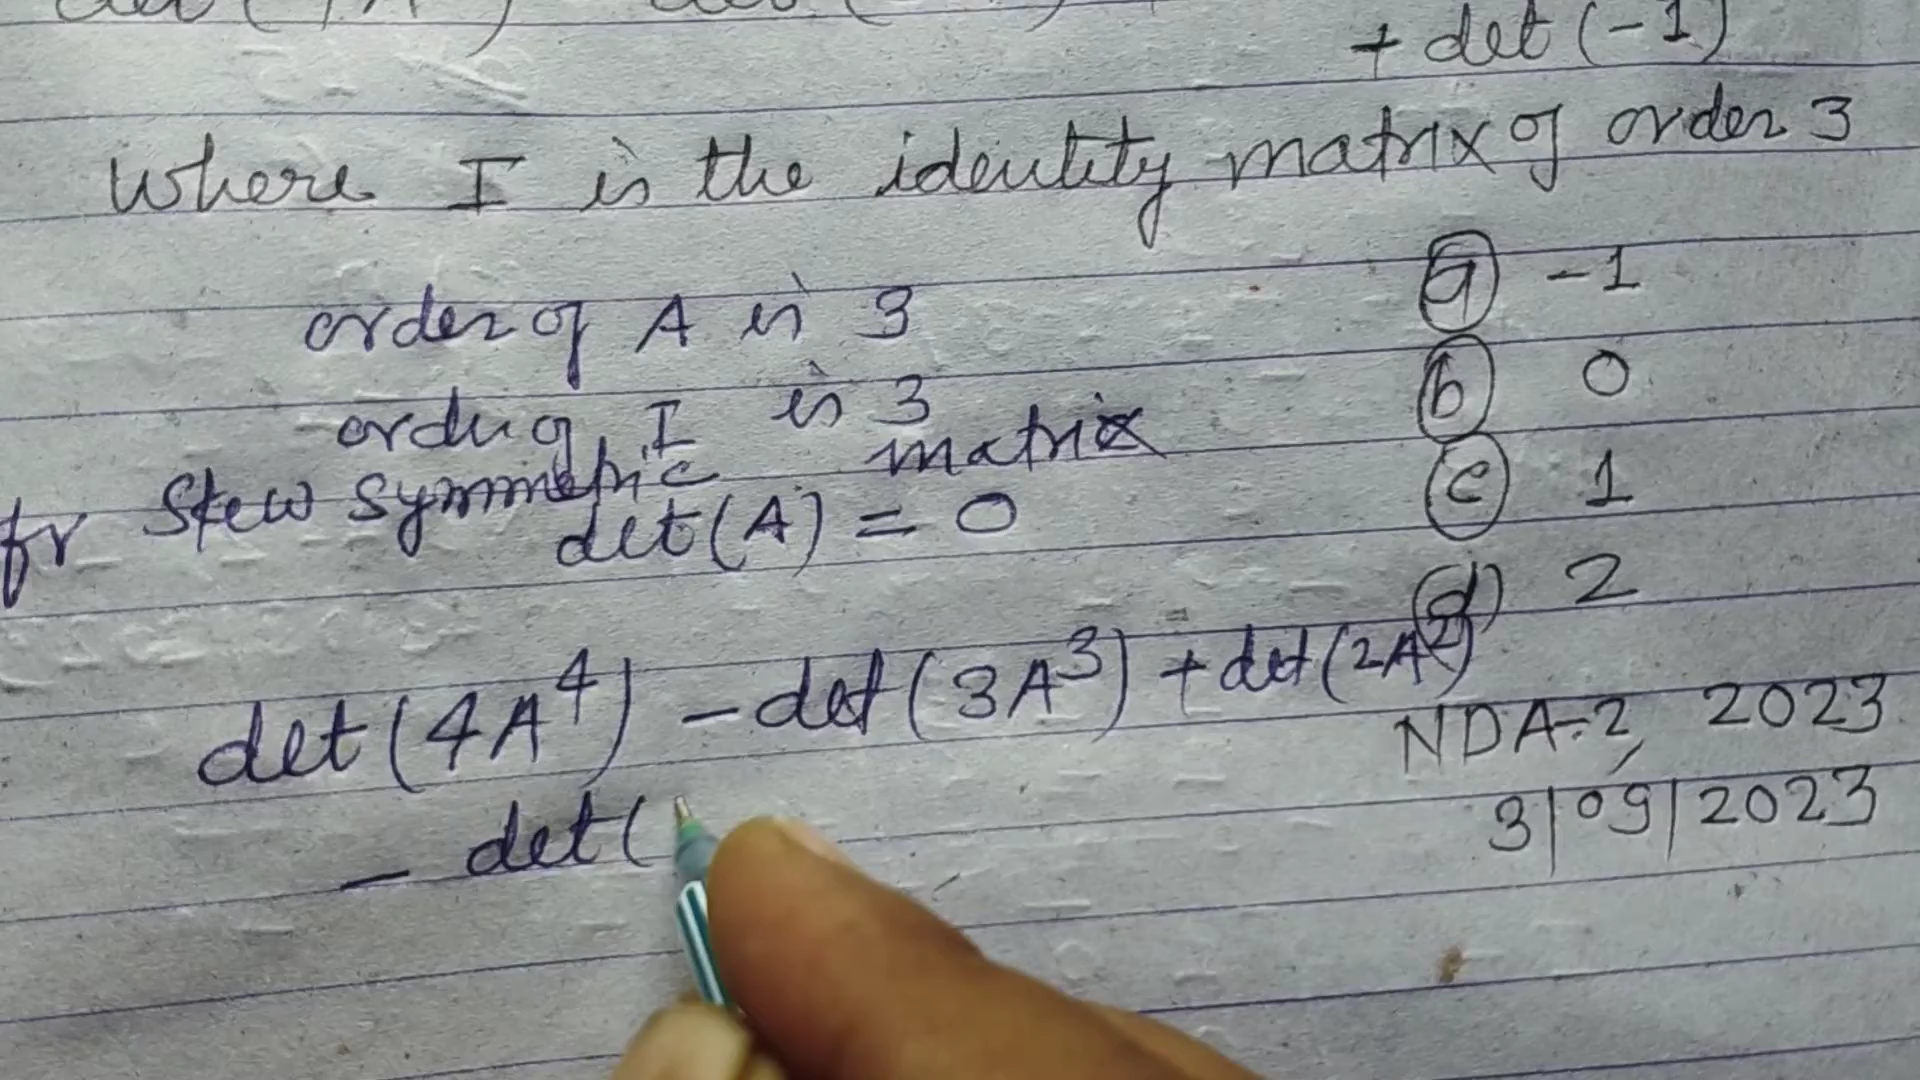 + det (-I)
where I is the identity matrix of order 3
order of A is 3
order of I is 3
for skew symmetric matrix
det(A) = 0
(a) -1
(b) 0
(c) 1
(d) 2
det(4A⁴) - det(3A³) + det(2A²)
- det(
NDA-2, 2023
3|09|2023